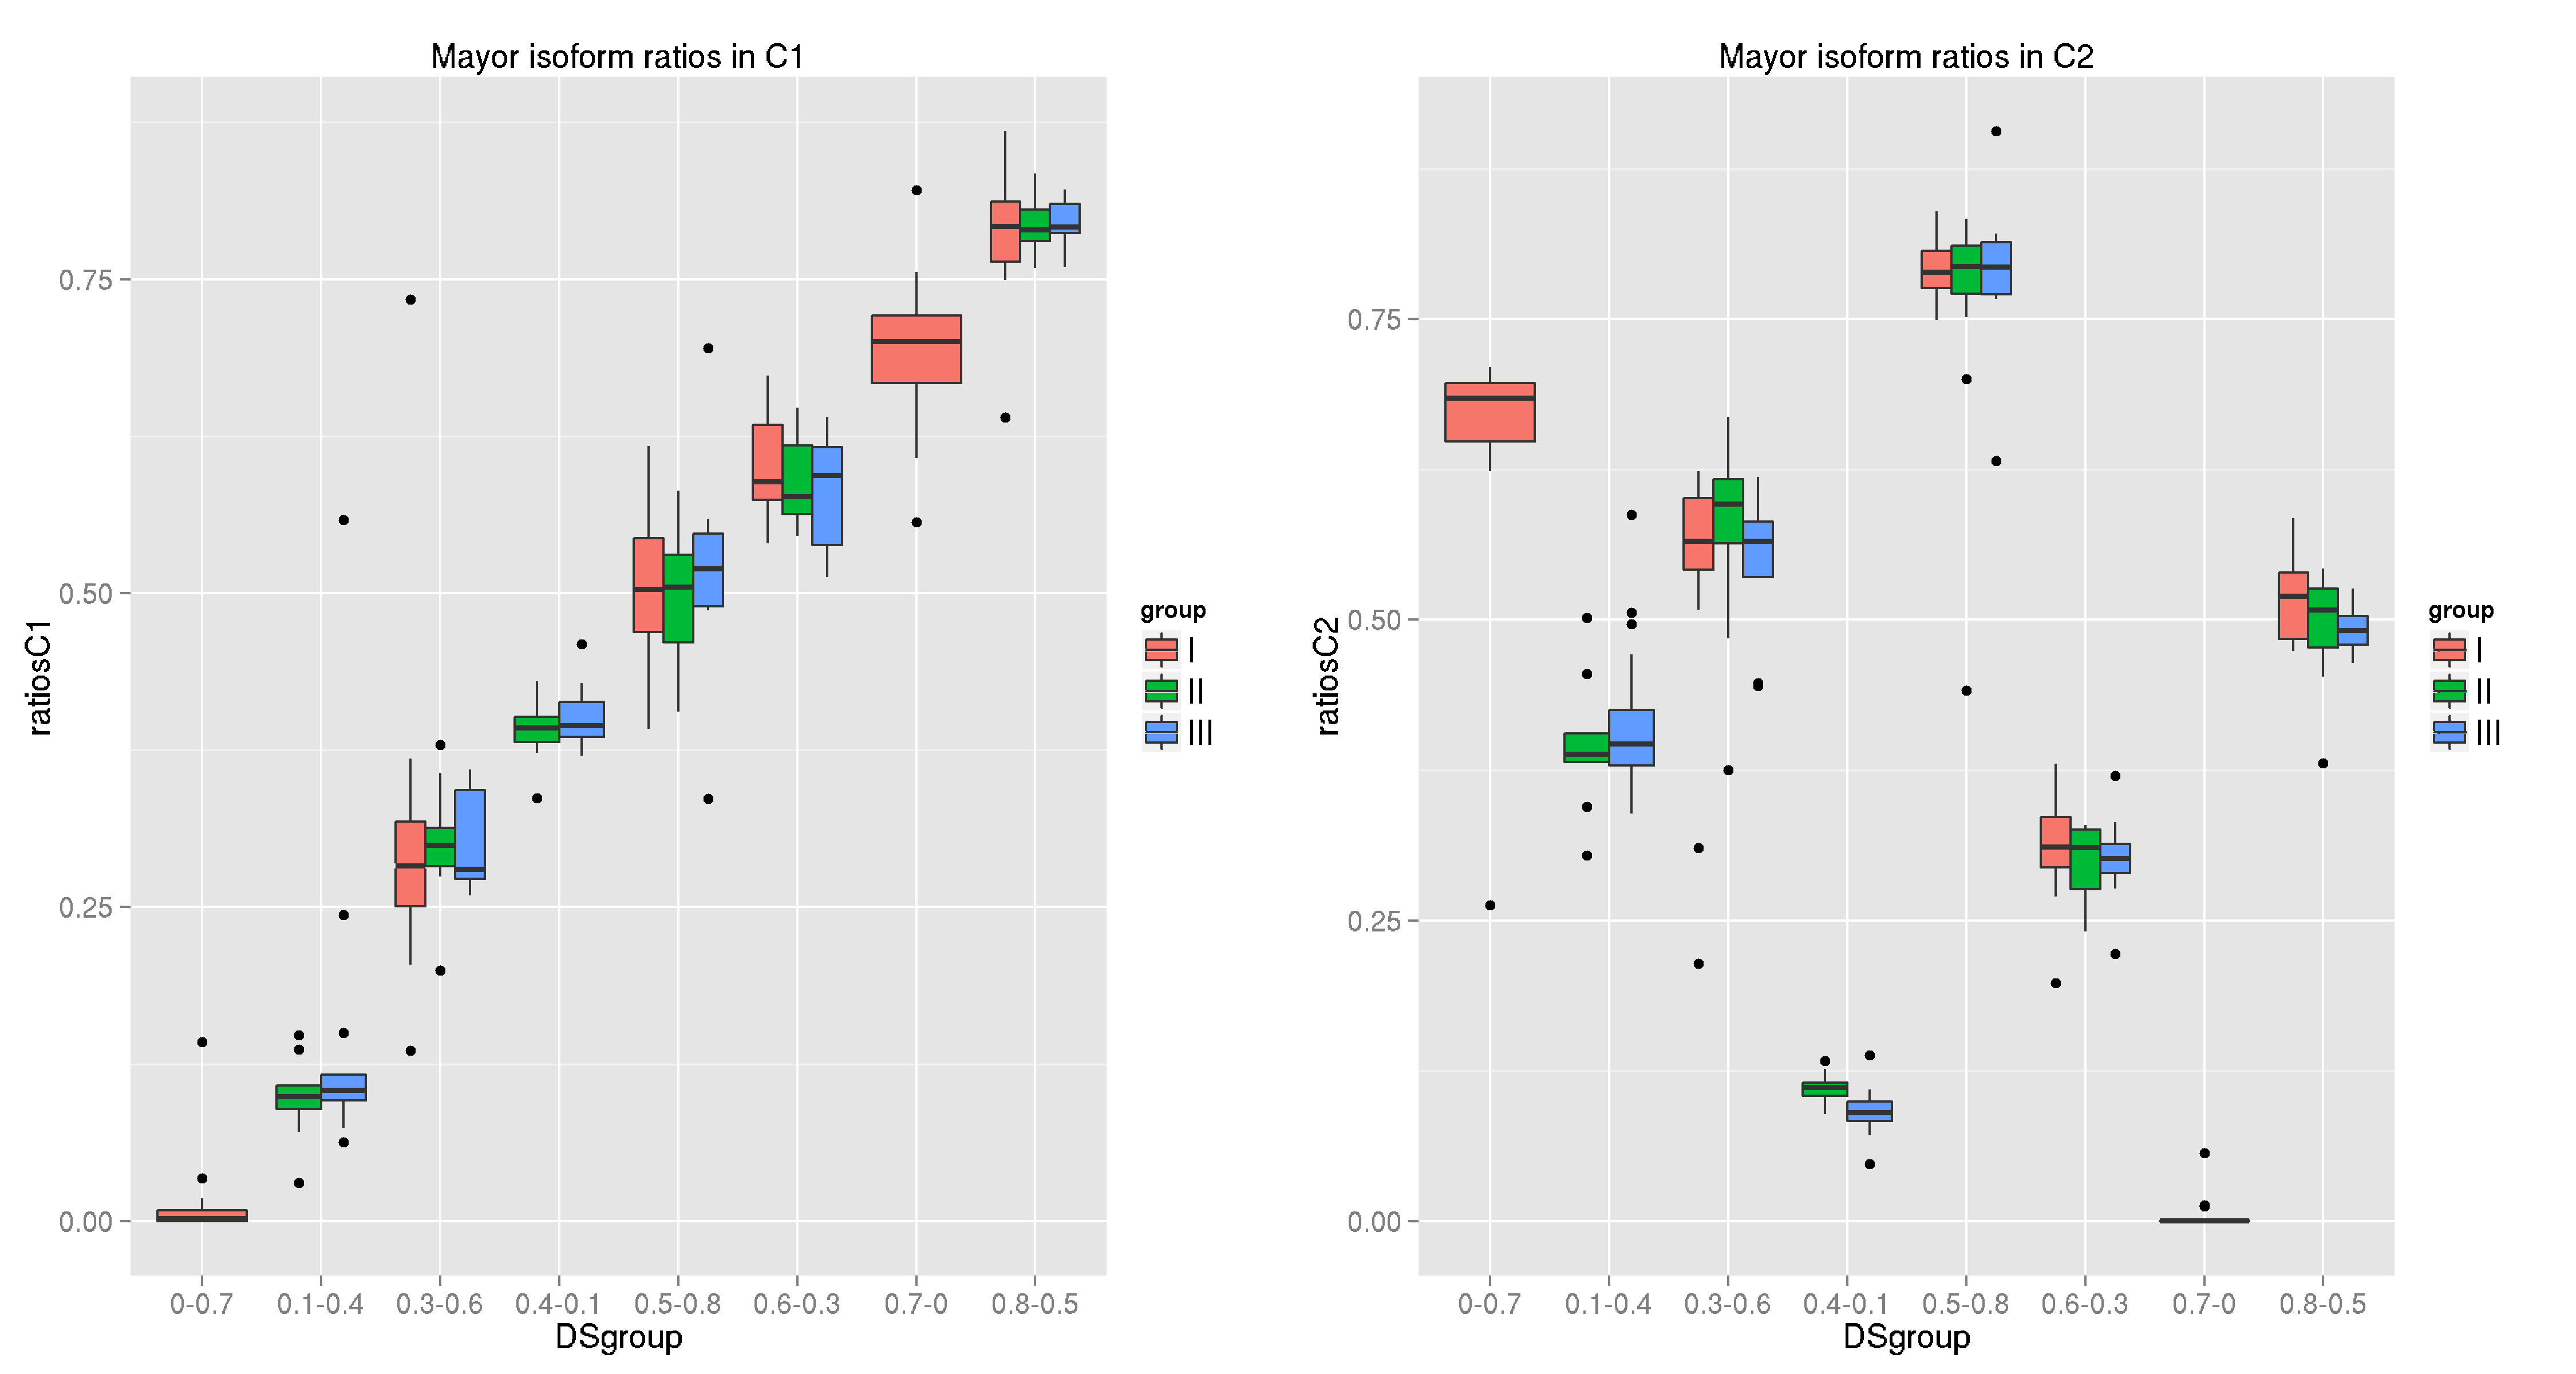 Mayor isoform ratios in C1
ratiosC1
0.75
0.50
0.25
0.00
0-0.7 0.1-0.4 0.3-0.6 0.4-0.1 0.5-0.8 0.6-0.3 0.7-0 0.8-0.5
DSgroup
group
I
II
III
Mayor isoform ratios in C2
ratiosC2
0.75
0.50
0.25
0.00
0-0.7 0.1-0.4 0.3-0.6 0.4-0.1 0.5-0.8 0.6-0.3 0.7-0 0.8-0.5
DSgroup
group
I
II
III